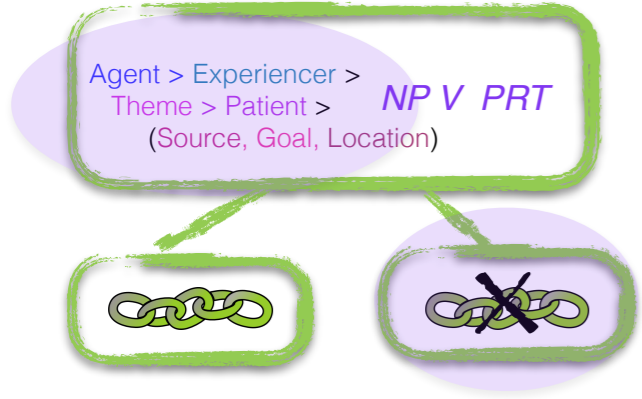 Agent > Experiencer >
Theme > Patient >
(Source, Goal, Location)
NP V PRT